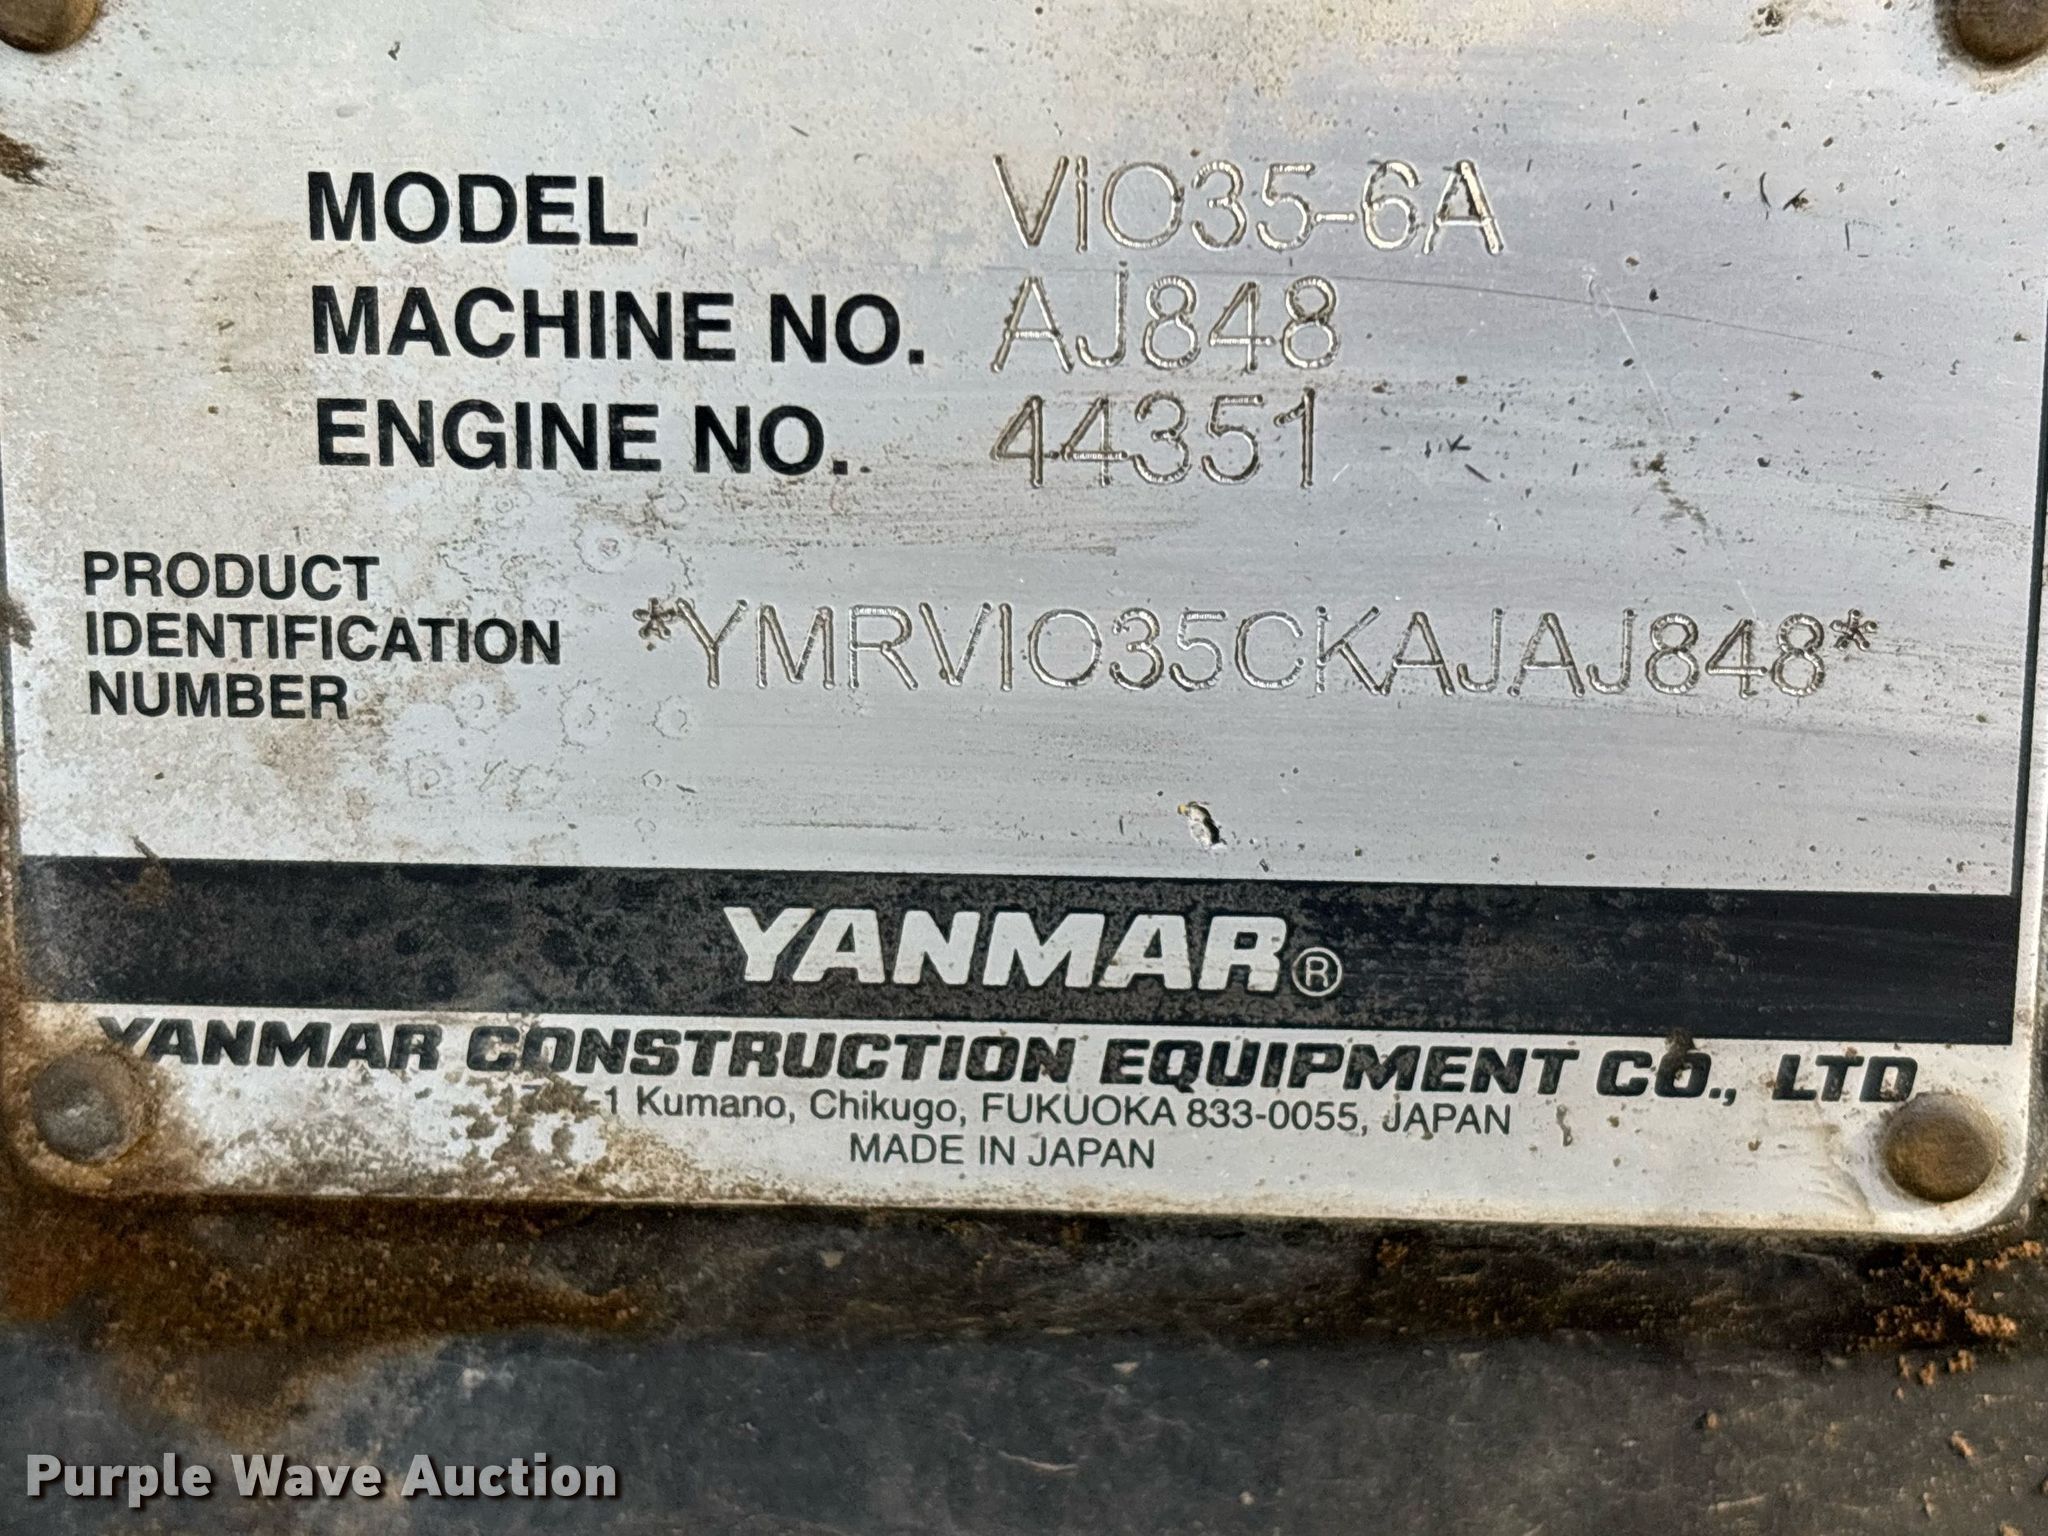 MODEL VIO35-6A
MACHINE NO. AJ848
ENGINE NO. 44351
PRODUCT
IDENTIFICATION
NUMBER
*YMRVIO35CKAJAJ848*
YANMAR®
YANMAR CONSTRUCTION EQUIPMENT CO., LTD.
Kumano, Chikugo, FUKUOKA 833-0055, JAPAN
MADE IN JAPAN
Purple Wave Auction